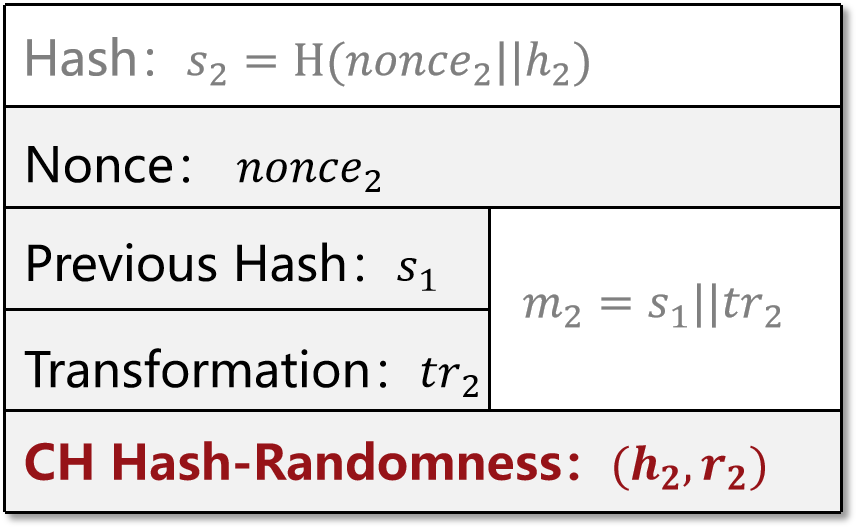 Hash: s₂ = H(nonce₂||h₂)
Nonce: nonce₂
Previous Hash: s₁
m₂ = s₁||tr₂
Transformation: tr₂
CH Hash-Randomness: (h₂, r₂)